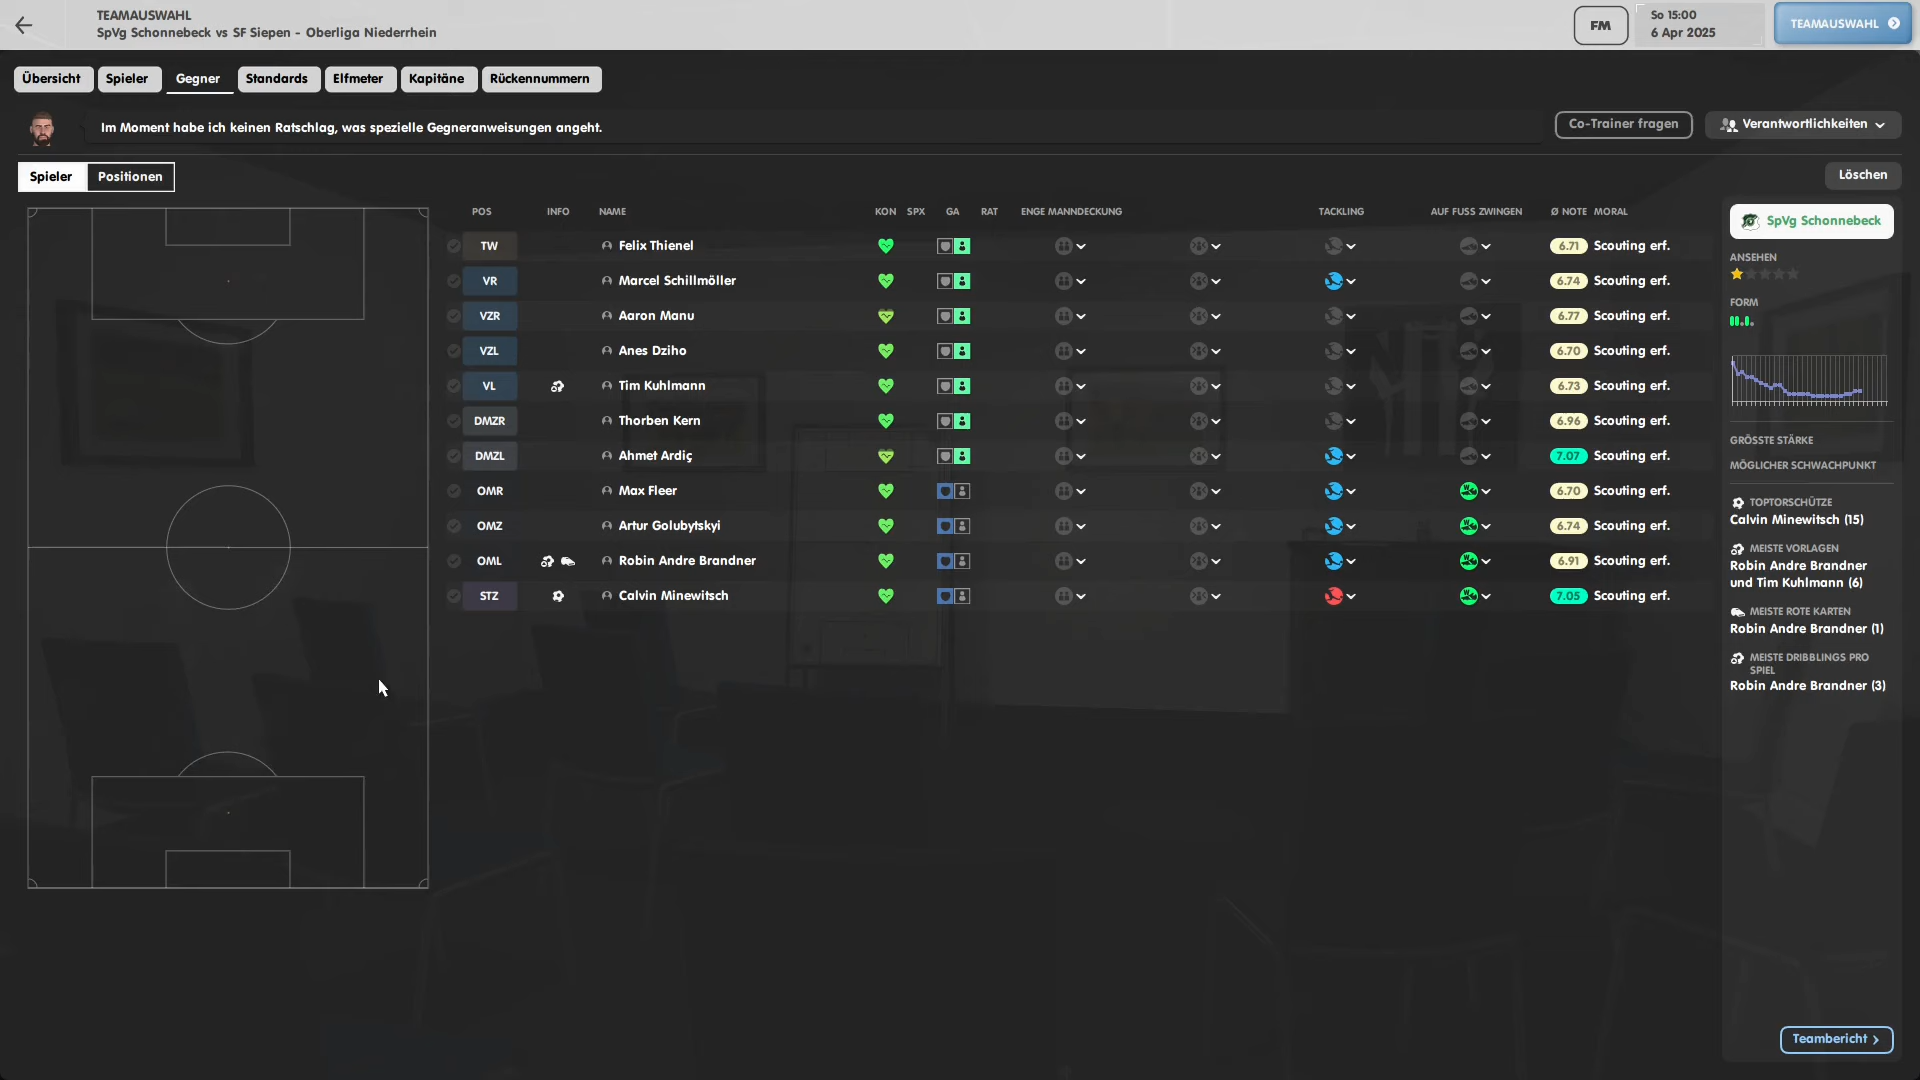 TEAMAUSWAHL
SpVg Schonnebeck vs SF Siepen - Oberliga Niederrhein
FM
So 15:00
6 Apr 2025
TEAMAUSWAHL
Übersicht Spieler Gegner Standards Elfmeter Kapitäne Rückennummern
Im Moment habe ich keinen Ratschlag, was spezielle Gegneranweisungen angeht.
Co-Trainer fragen
Verantwortlichkeiten
Spieler Positionen
Löschen
POS INFO NAME KON SPX GA RAT ENGE MANNDECKUNG TACKLING AUF FUSS ZWINGEN Ø NOTE MORAL
TW Felix Thienel 6.71 Scouting erf.
VR Marcel Schillmöller 6.74 Scouting erf.
VZR Aaron Manu 6.77 Scouting erf.
VZL Anes Dziho 6.70 Scouting erf.
VL Tim Kuhlmann 6.73 Scouting erf.
DMZR Thorben Kern 6.96 Scouting erf.
DMZL Ahmet Ardiç 7.07 Scouting erf.
OMR Max Fleer 6.70 Scouting erf.
OMZ Artur Golubytskyi 6.74 Scouting erf.
OML Robin Andre Brandner 6.91 Scouting erf.
STZ Calvin Minewitsch 7.05 Scouting erf.
SpVg Schonnebeck
ANSEHEN
FORM
GRÖSSTE STÄRKE
MÖGLICHER SCHWACHPUNKT
TOPTORSCHÜTZE
Calvin Minewitsch (15)
MEISTE VORLAGEN
Robin Andre Brandner
und Tim Kuhlmann (6)
MEISTE ROTE KARTEN
Robin Andre Brandner (1)
MEISTE DRIBBLINGS PRO
SPIEL
Robin Andre Brandner (3)
Teambericht